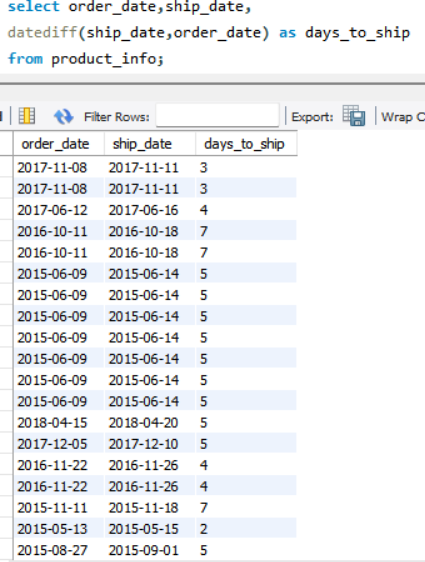 select order_date,ship_date,
datediff(ship_date,order_date) as days_to_ship
from product_info;
Filter Rows: Export: Wrap C
order_date ship_date days_to_ship
2017-11-08 2017-11-11 3
2017-11-08 2017-11-11 3
2017-06-12 2017-06-16 4
2016-10-11 2016-10-18 7
2016-10-11 2016-10-18 7
2015-06-09 2015-06-14 5
2015-06-09 2015-06-14 5
2015-06-09 2015-06-14 5
2015-06-09 2015-06-14 5
2015-06-09 2015-06-14 5
2015-06-09 2015-06-14 5
2015-06-09 2015-06-14 5
2018-04-15 2018-04-20 5
2017-12-05 2017-12-10 5
2016-11-22 2016-11-26 4
2016-11-22 2016-11-26 4
2015-11-11 2015-11-18 7
2015-05-13 2015-05-15 2
2015-08-27 2015-09-01 5